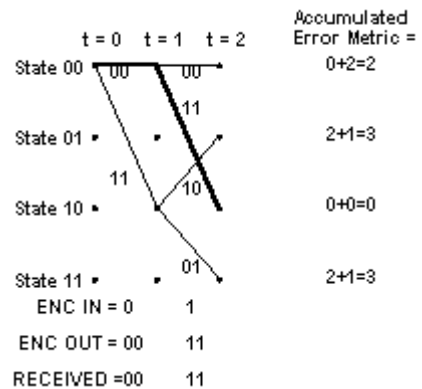 Accumulated
t = 0 t = 1 t = 2 Error Metric =
State 00 00 00 0+2=2
11
State 01 2+1=3
11 10
State 10 0+0=0
01
State 11 2+1=3
ENC IN = 0 1
ENC OUT = 00 11
RECEIVED =00 11